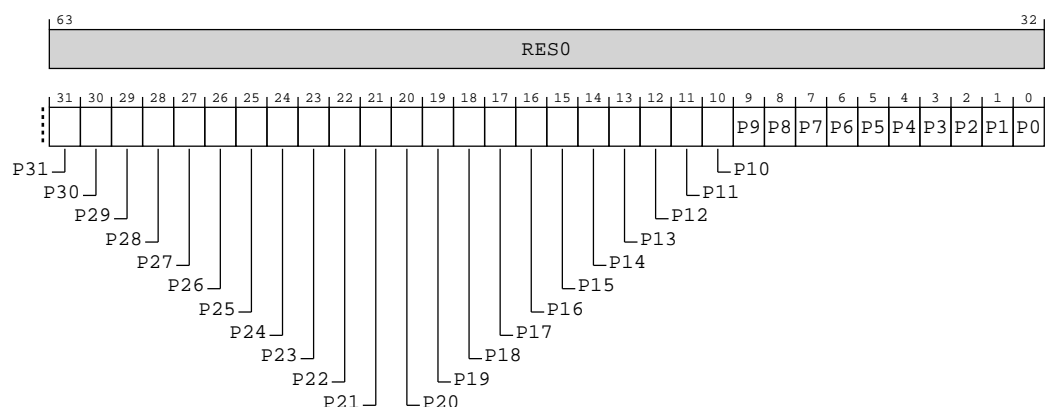 63 32
RES0
31 30 29 28 27 26 25 24 23 22 21 20 19 18 17 16 15 14 13 12 11 10 9 8 7 6 5 4 3 2 1 0
P9 P8 P7 P6 P5 P4 P3 P2 P1 P0
P31 P10
P30 P11
P29 P12
P28 P13
P27 P14
P26 P15
P25 P16
P24 P17
P23 P18
P22 P19
P21 P20